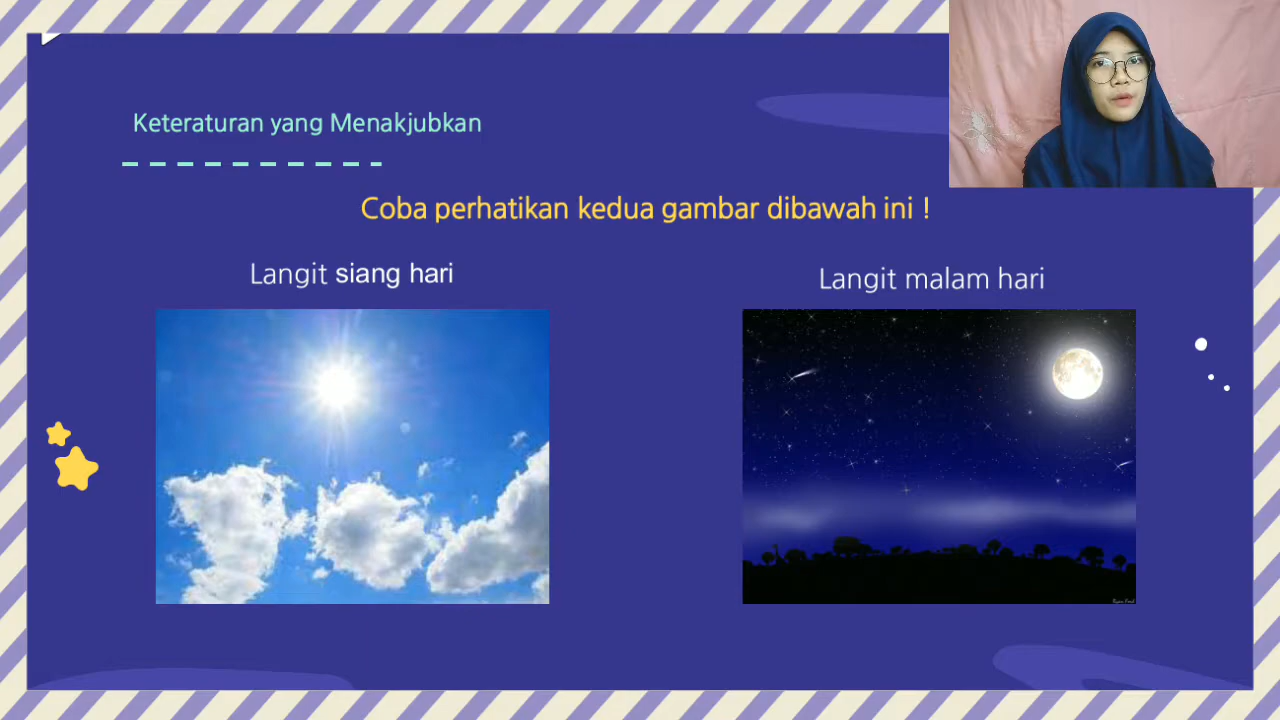 Keteraturan yang Menakjubkan
Coba perhatikan kedua gambar dibawah ini !
Langit siang hari
Langit malam hari